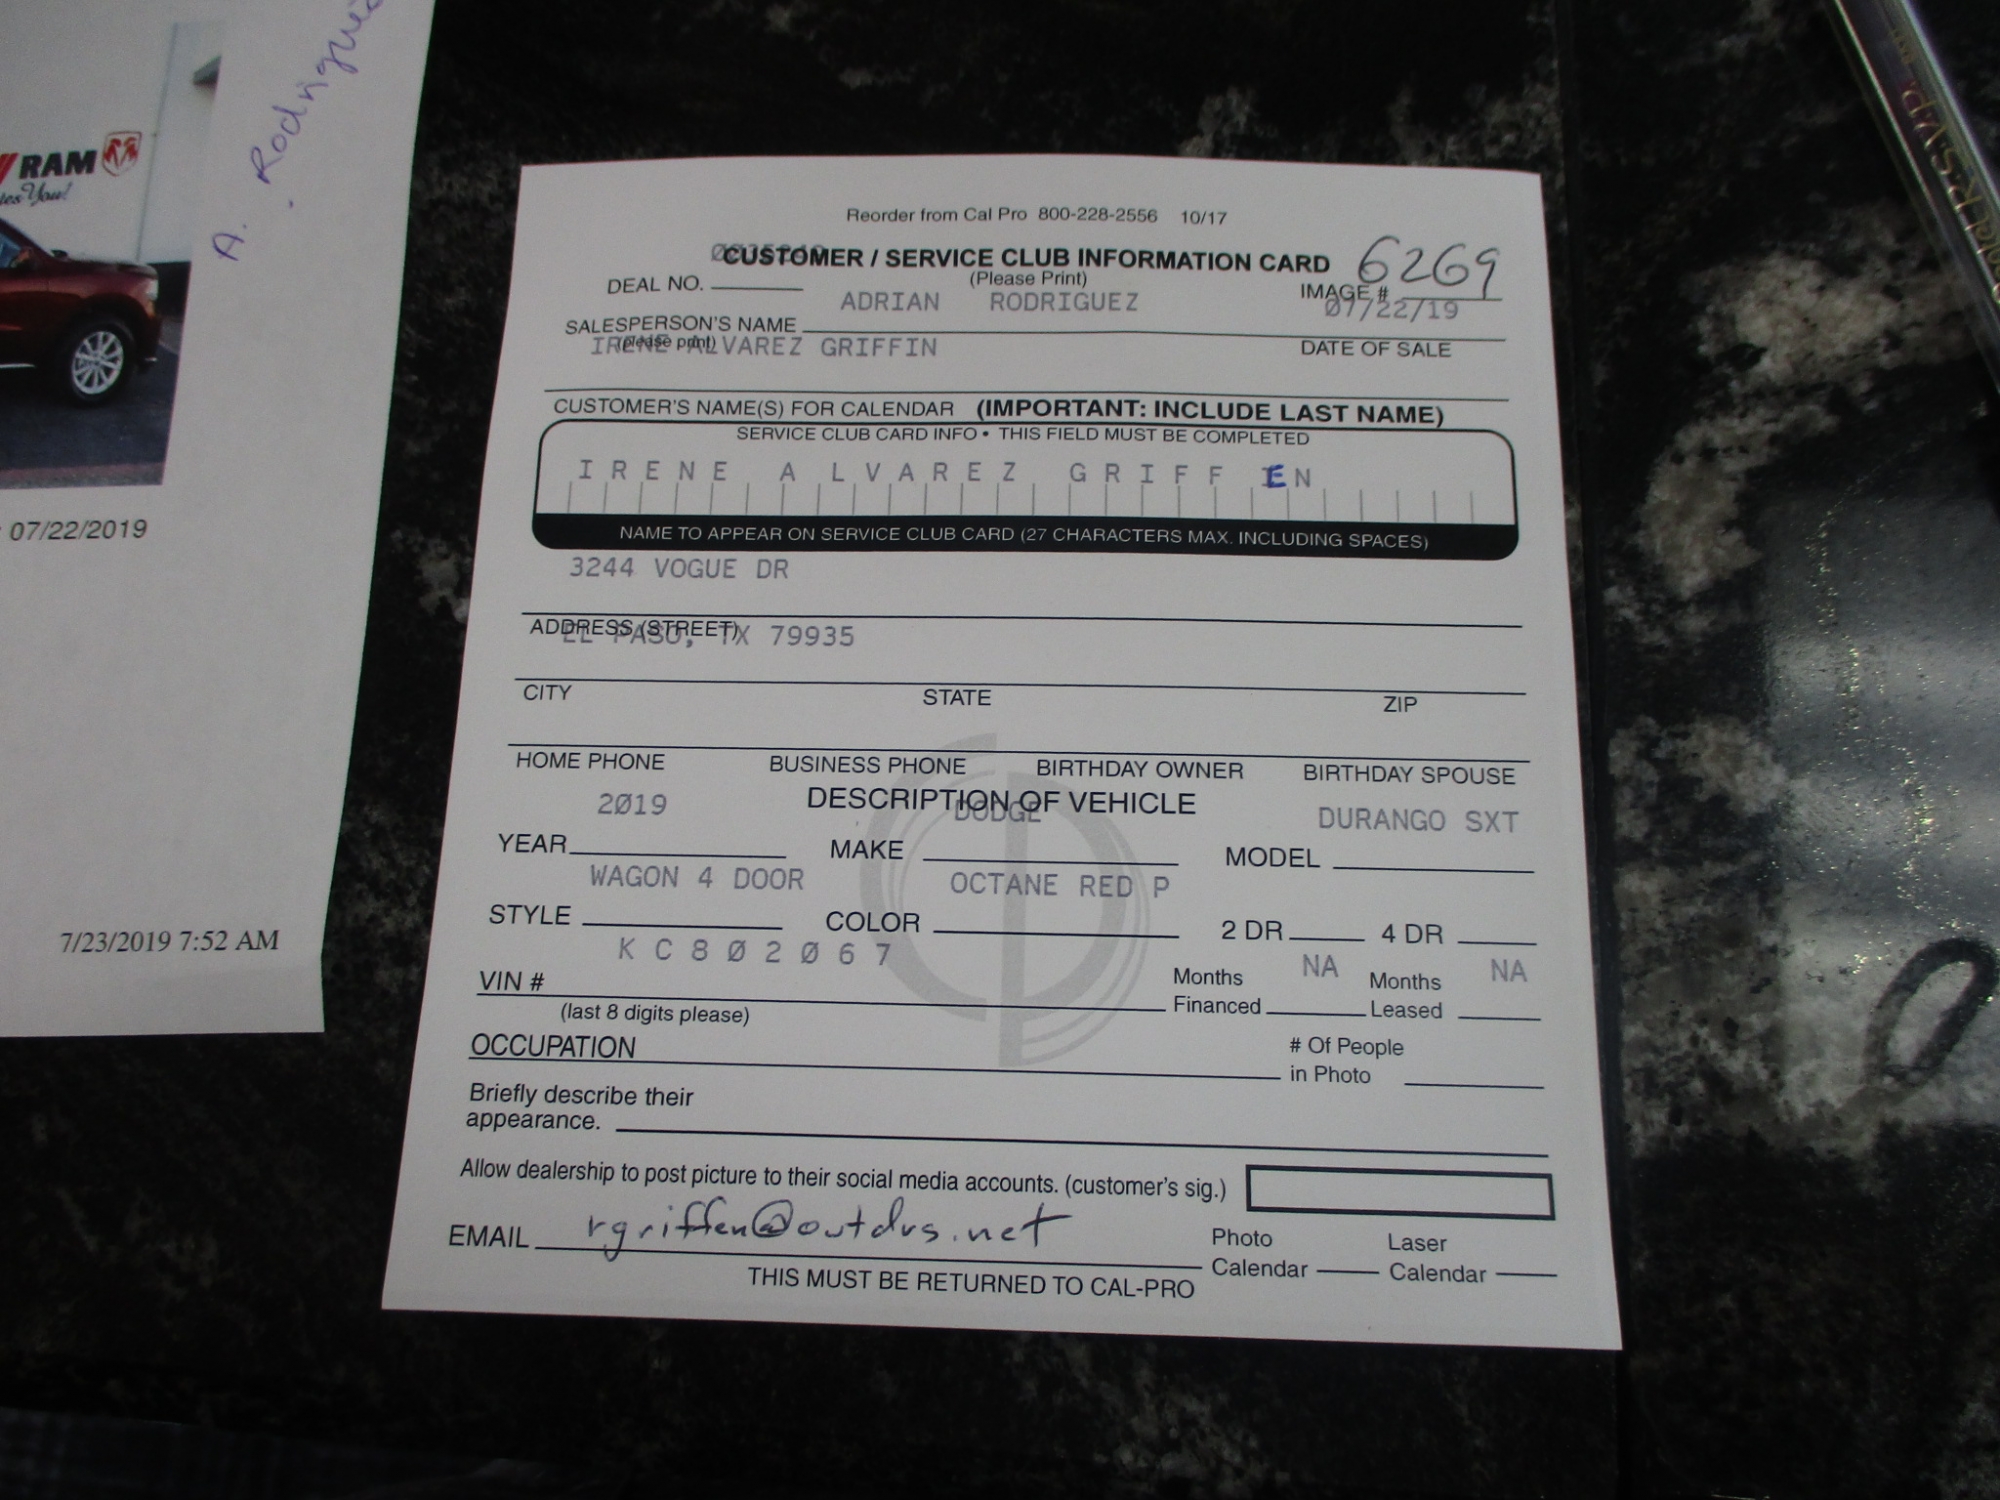 A. Rodriguez
RAM
07/22/2019
7/23/2019 7:52 AM
Reorder from Cal Pro 800-228-2556 10/17
CUSTOMER / SERVICE CLUB INFORMATION CARD 6269
(Please Print)
DEAL NO. IMAGE #
ADRIAN RODRIGUEZ 07/22/19
SALESPERSON'S NAME
(please print) DATE OF SALE
IRENE ALVAREZ GRIFFIN
CUSTOMER'S NAME(S) FOR CALENDAR (IMPORTANT: INCLUDE LAST NAME)
SERVICE CLUB CARD INFO • THIS FIELD MUST BE COMPLETED
IRENE ALVAREZ GRIFFEN
NAME TO APPEAR ON SERVICE CLUB CARD (27 CHARACTERS MAX. INCLUDING SPACES)
3244 VOGUE DR
ADDRESS (STREET)
EL PASO, TX 79935
CITY STATE ZIP
HOME PHONE BUSINESS PHONE BIRTHDAY OWNER BIRTHDAY SPOUSE
DESCRIPTION OF VEHICLE
2019 DODGE DURANGO SXT
YEAR MAKE MODEL
WAGON 4 DOOR OCTANE RED P
STYLE COLOR 2 DR 4 DR
KC802067 NA NA
VIN # Months Financed Months Leased
(last 8 digits please)
OCCUPATION # Of People in Photo
Briefly describe their
appearance.
Allow dealership to post picture to their social media accounts. (customer's sig.)
EMAIL rgriffen@outdrs.net Photo Calendar Laser Calendar
THIS MUST BE RETURNED TO CAL-PRO